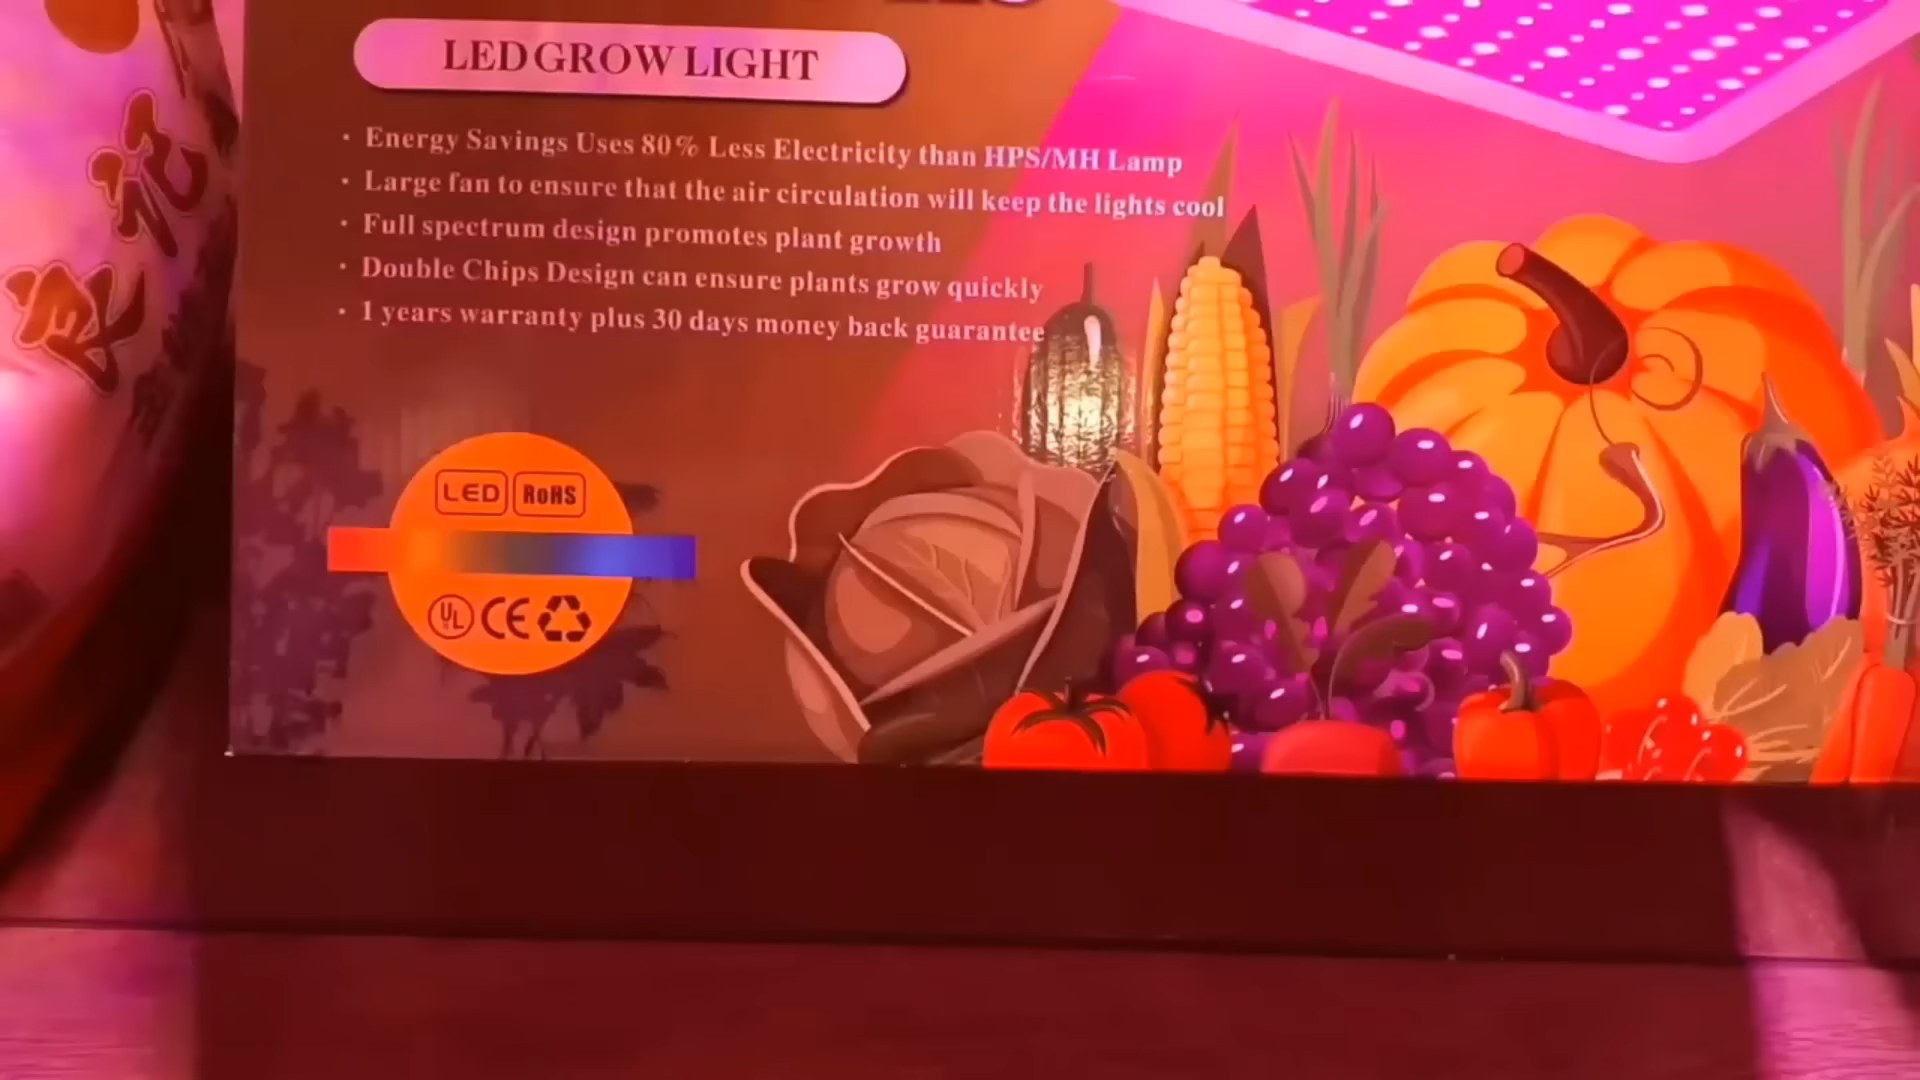 LED GROW LIGHT
· Energy Savings Uses 80% Less Electricity than HPS/MH Lamp
· Large fan to ensure that the air circulation will keep the lights cool
· Full spectrum design promotes plant growth
· Double Chips Design can ensure plants grow quickly
· 1 years warranty plus 30 days money back guarantee
LED RoHS
UL CE